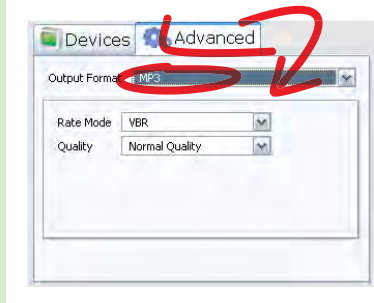 Devices Advanced
Output Format MP3
Rate Mode VBR
Quality Normal Quality